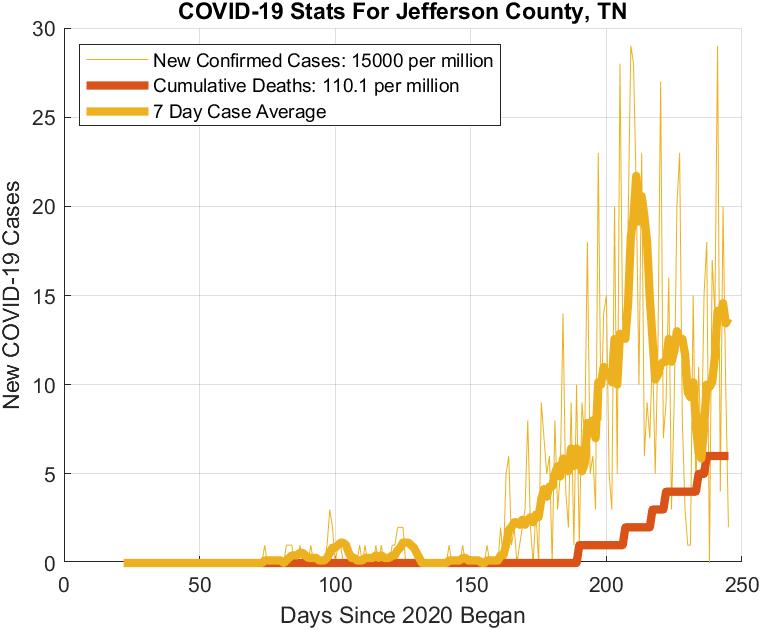 COVID-19 Stats For Jefferson County, TN
New Confirmed Cases: 15000 per million
Cumulative Deaths: 110.1 per million
7 Day Case Average
New COVID-19 Cases
30
25
20
15
10
5
0
0 50 100 150 200 250
Days Since 2020 Began